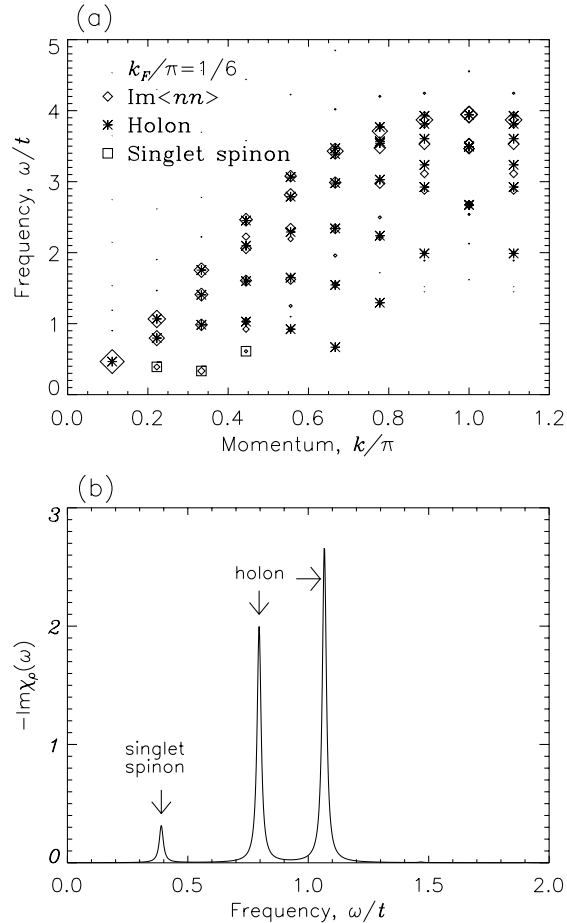 (a)
5
4
3
2
1
0
Frequency, ω/t
k_F/π=1/6
Im<nn>
Holon
Singlet spinon
0.0 0.2 0.4 0.6 0.8 1.0 1.2
Momentum, k/π
(b)
3
2
1
0
-Imχ_ρ(ω)
holon
singlet
spinon
0.0 0.5 1.0 1.5 2.0
Frequency, ω/t